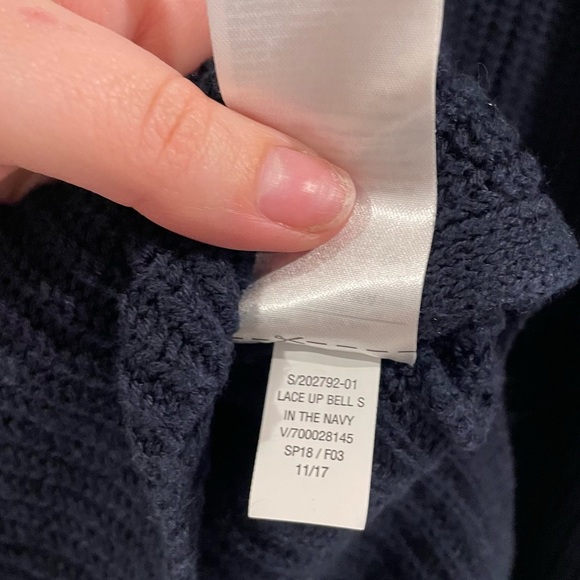 S/202792-01
LACE UP BELL S
IN THE NAVY
V/700028145
SP18 / F03
11/17